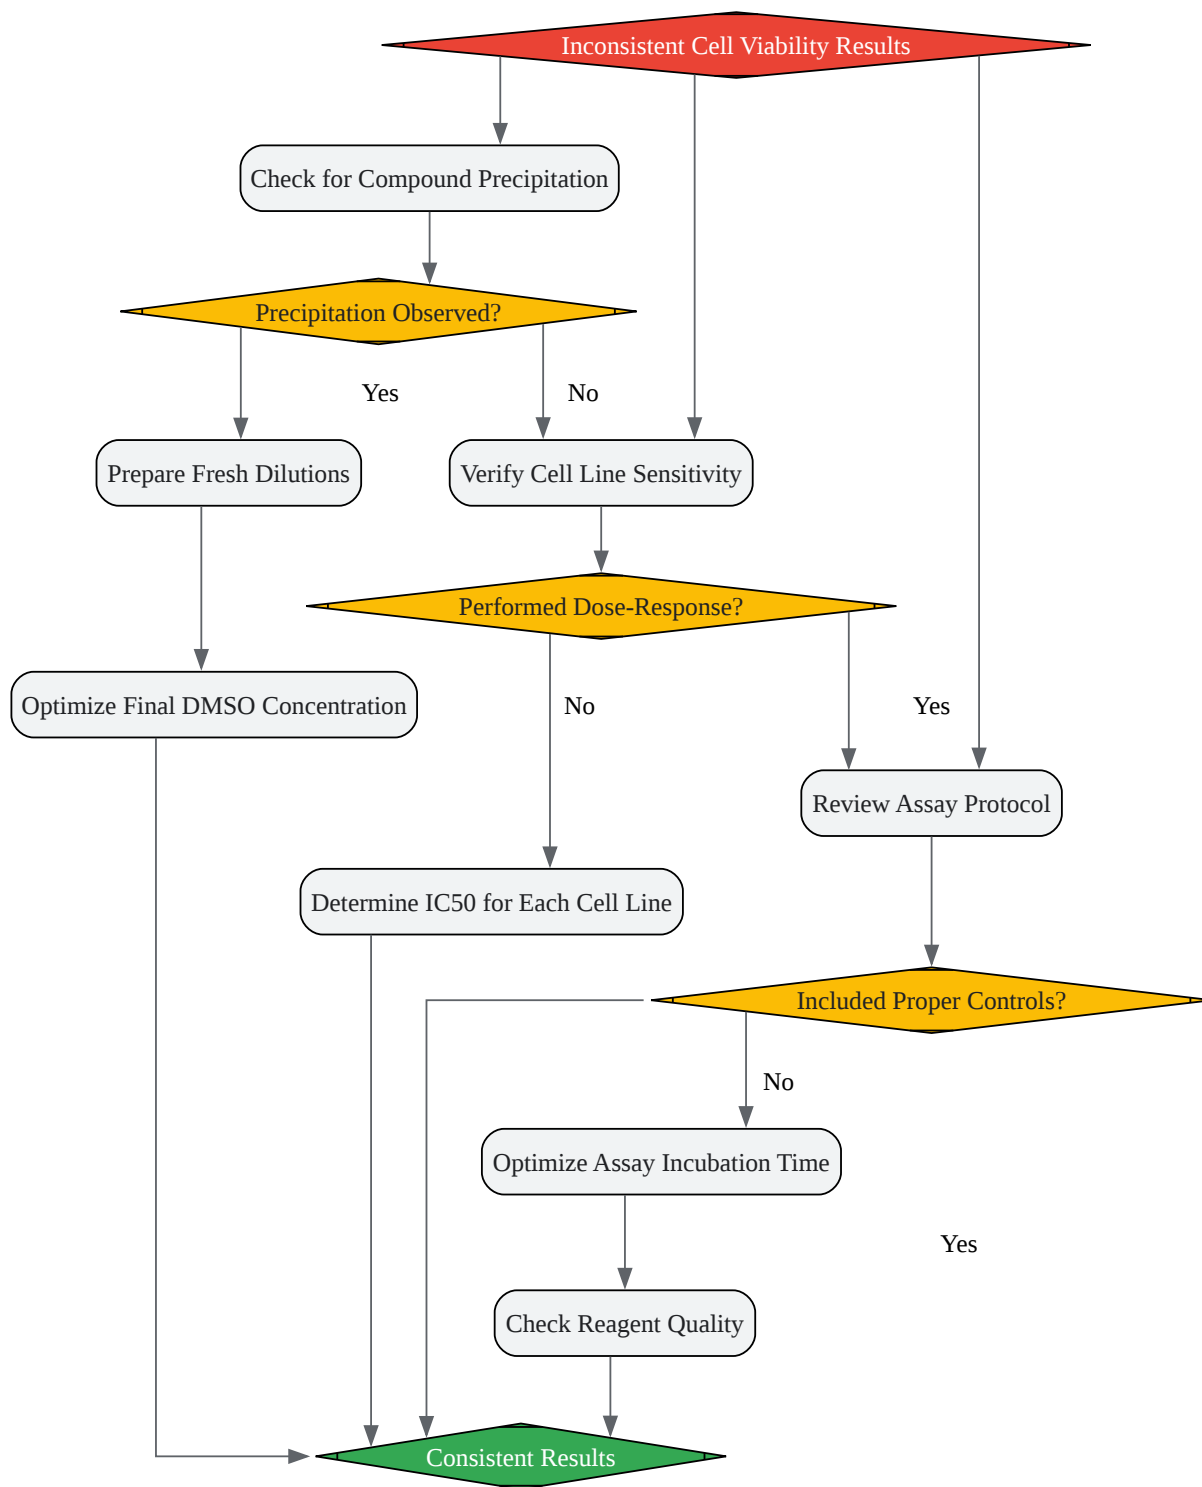 Inconsistent Cell Viability Results
Check for Compound Precipitation
Precipitation Observed?
Yes
No
Prepare Fresh Dilutions
Verify Cell Line Sensitivity
Performed Dose-Response?
Optimize Final DMSO Concentration
No
Yes
Review Assay Protocol
Determine IC50 for Each Cell Line
Included Proper Controls?
No
Optimize Assay Incubation Time
Yes
Check Reagent Quality
Consistent Results